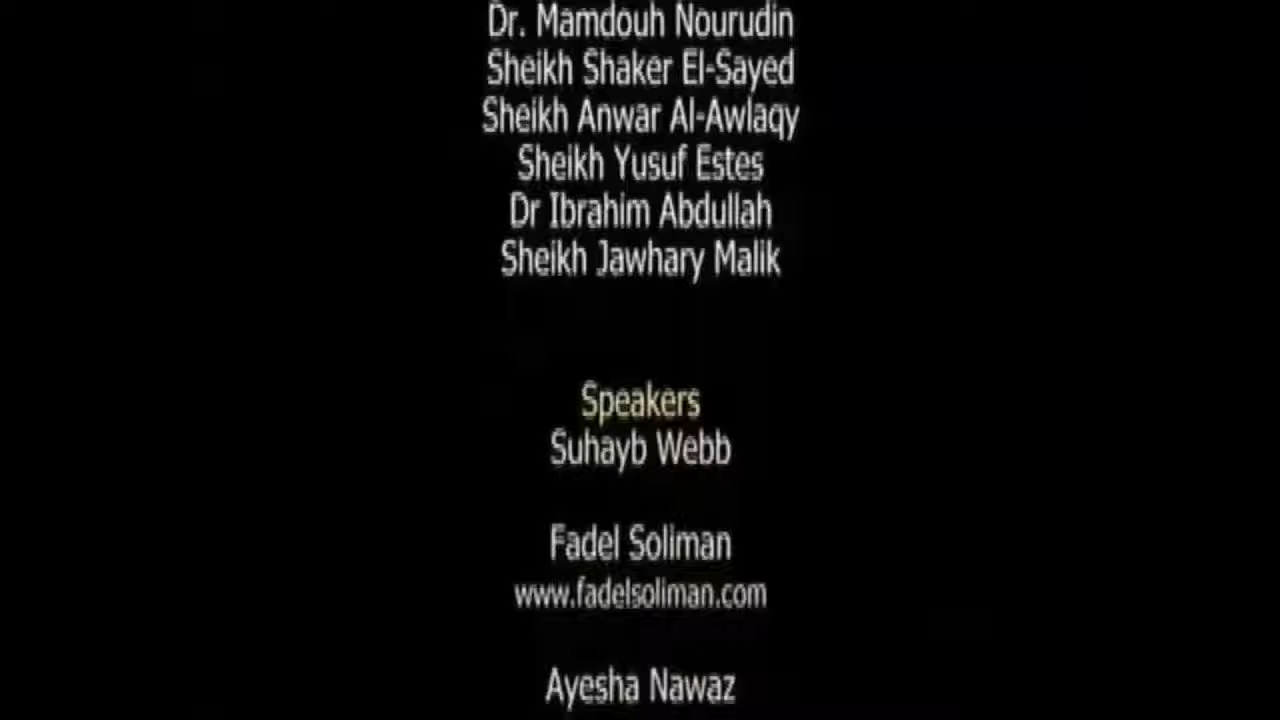 Dr. Mamdouh Nourudin
Sheikh Shaker El-Sayed
Sheikh Anwar Al-Awlaqy
Sheikh Yusuf Estes
Dr Ibrahim Abdullah
Sheikh Jawhary Malik
Speakers
Suhayb Webb
Fadel Soliman
www.fadelsoliman.com
Ayesha Nawaz